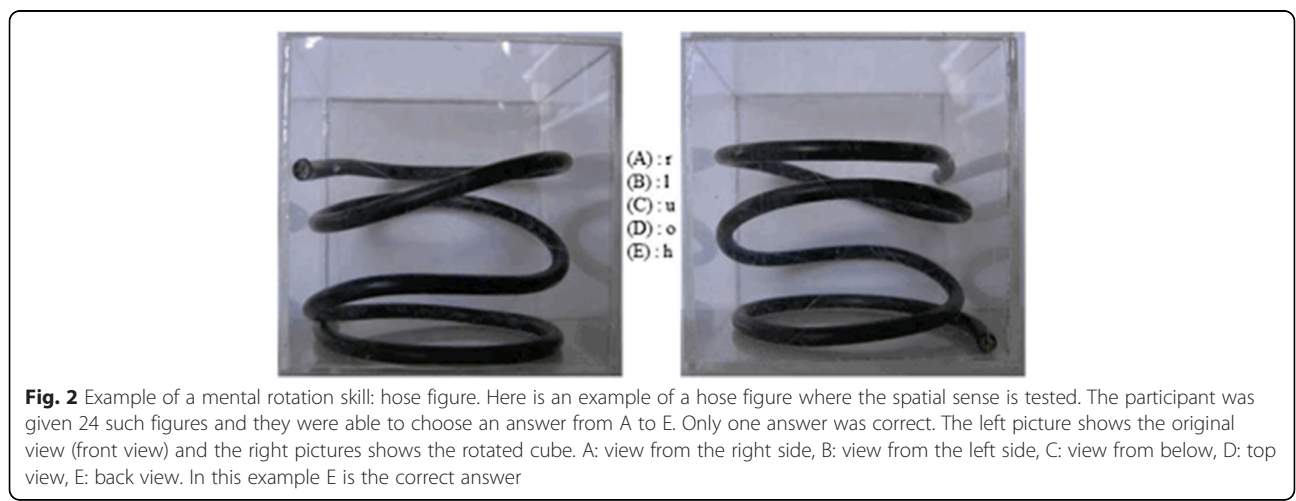 (A) : r
(B) : l
(C) : u
(D) : o
(E) : h
Fig. 2 Example of a mental rotation skill: hose figure. Here is an example of a hose figure where the spatial sense is tested. The participant was
given 24 such figures and they were able to choose an answer from A to E. Only one answer was correct. The left picture shows the original
view (front view) and the right pictures shows the rotated cube. A: view from the right side, B: view from the left side, C: view from below, D: top
view, E: back view. In this example E is the correct answer